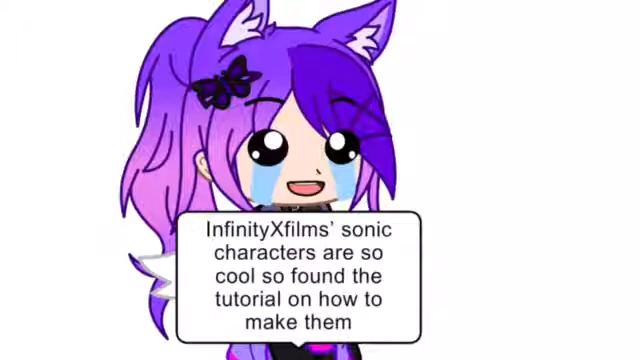 InfinityXfilms’ sonic
characters are so
cool so found the
tutorial on how to
make them